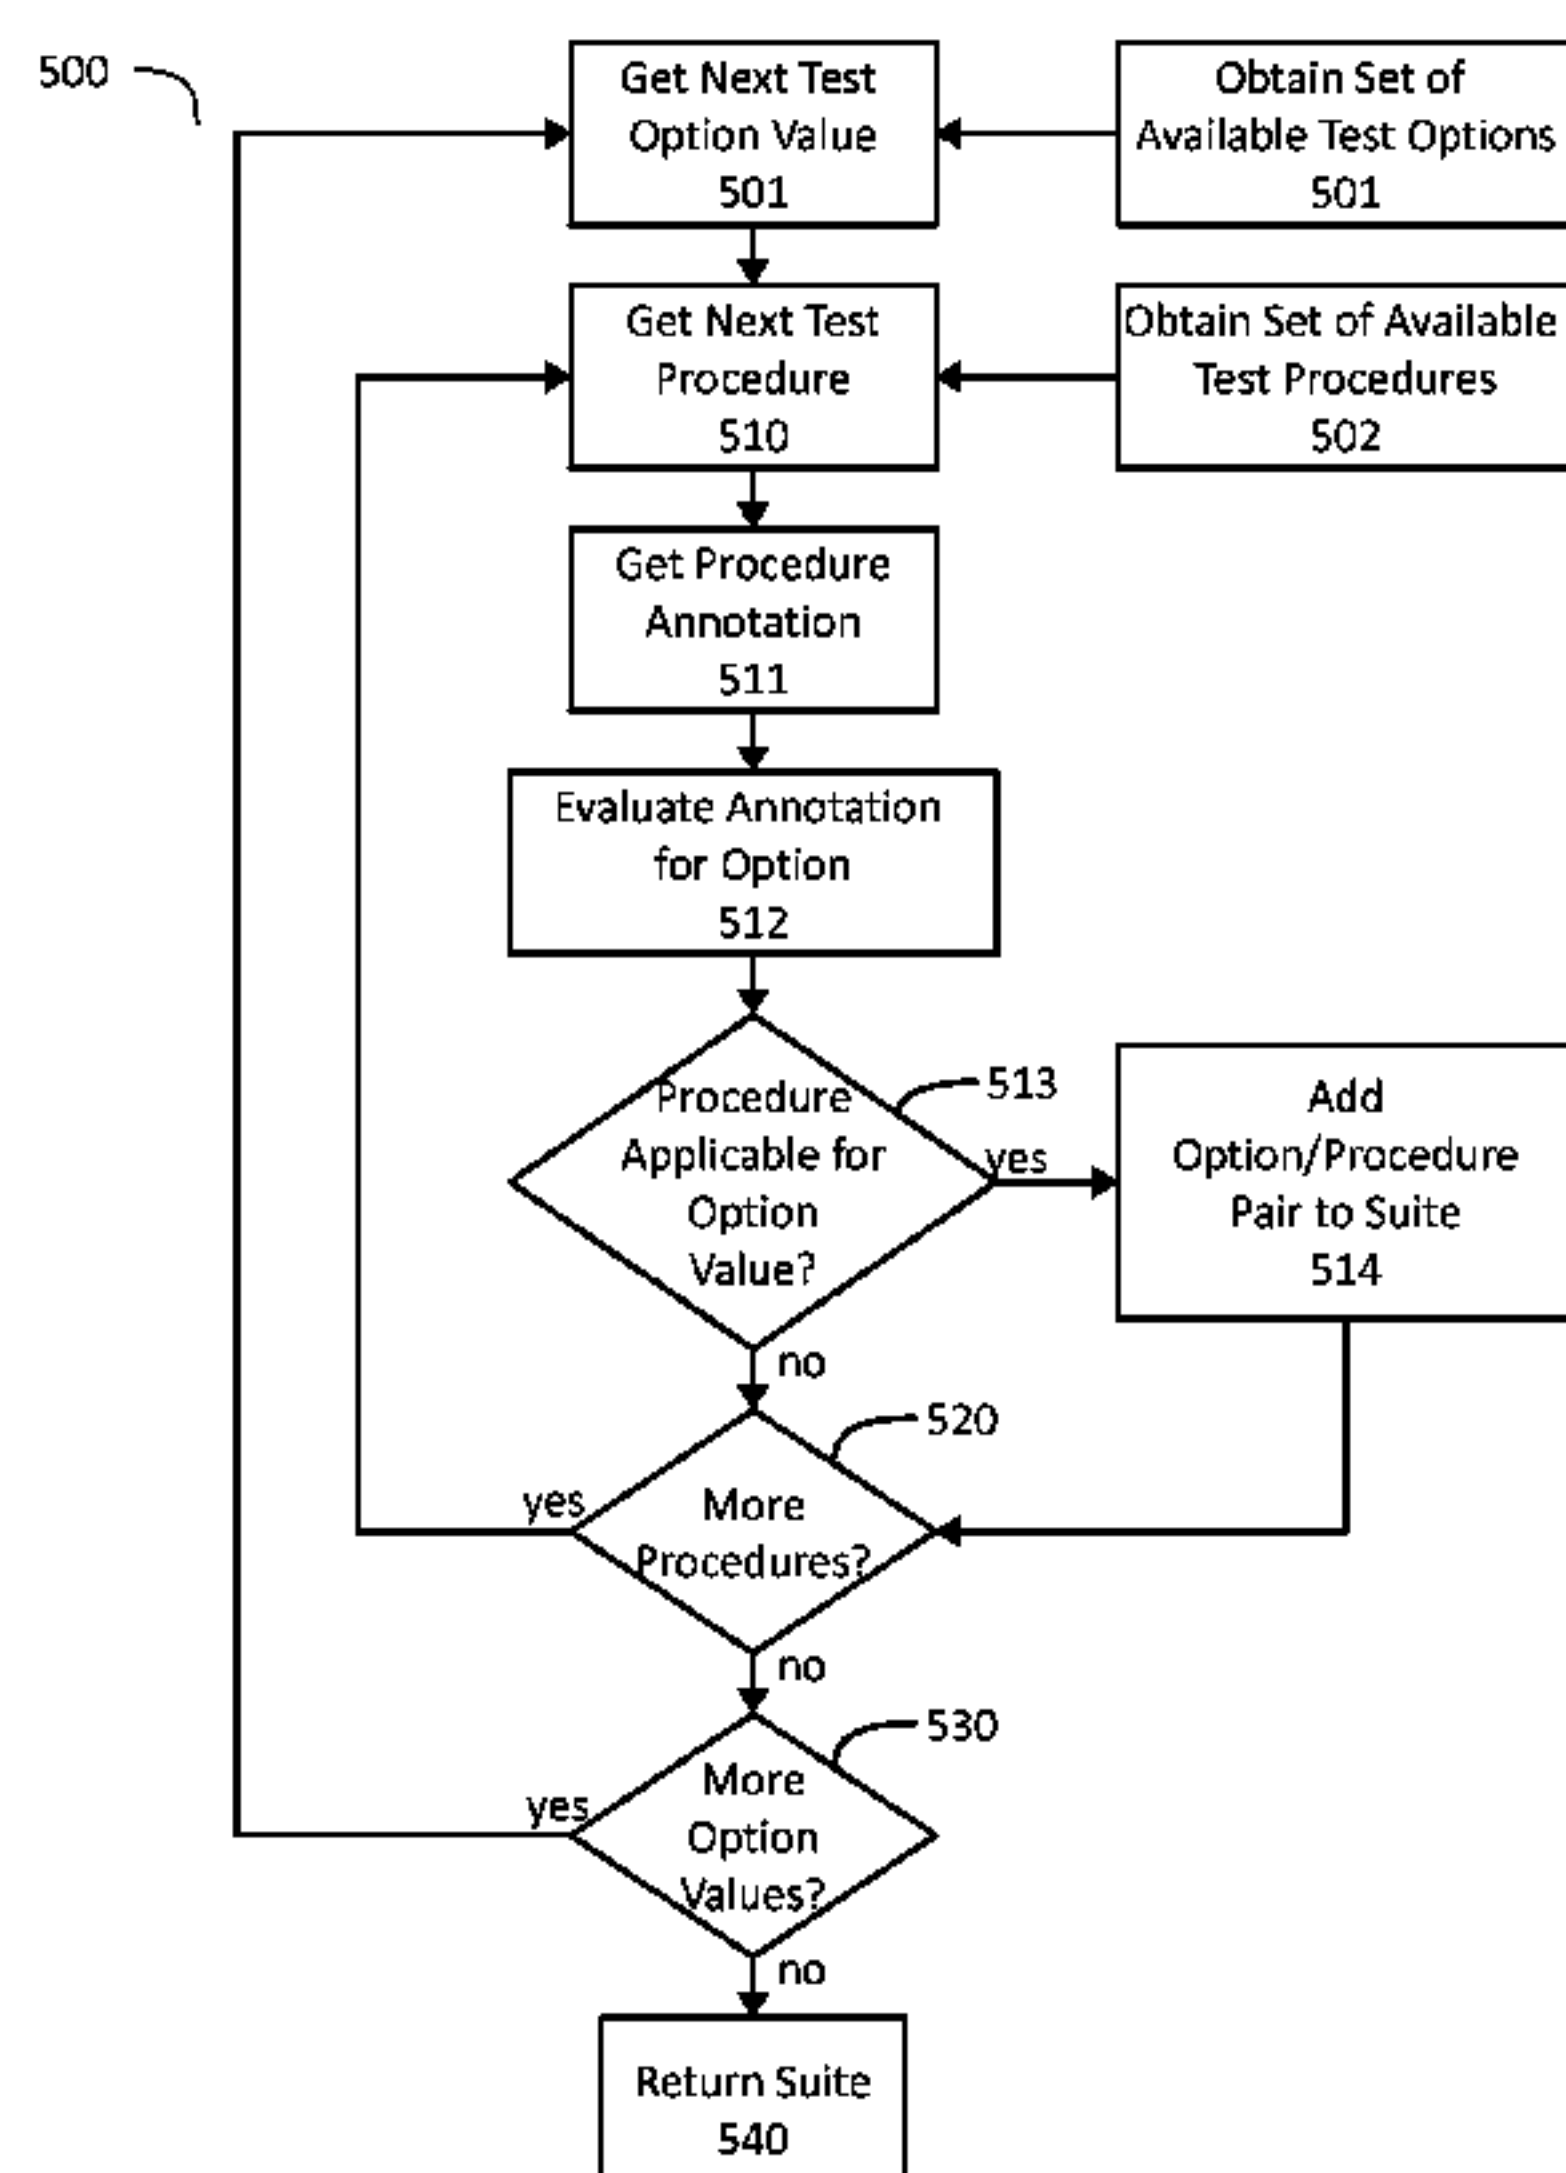 500
Get Next Test
Option Value
501
Obtain Set of
Available Test Options
501
Get Next Test
Procedure
510
Obtain Set of Available
Test Procedures
502
Get Procedure
Annotation
511
Evaluate Annotation
for Option
512
Procedure
Applicable for
Option
Value?
513
yes
Add
Option/Procedure
Pair to Suite
514
no
520
yes
More
Procedures?
no
530
yes
More
Option
Values?
no
Return Suite
540